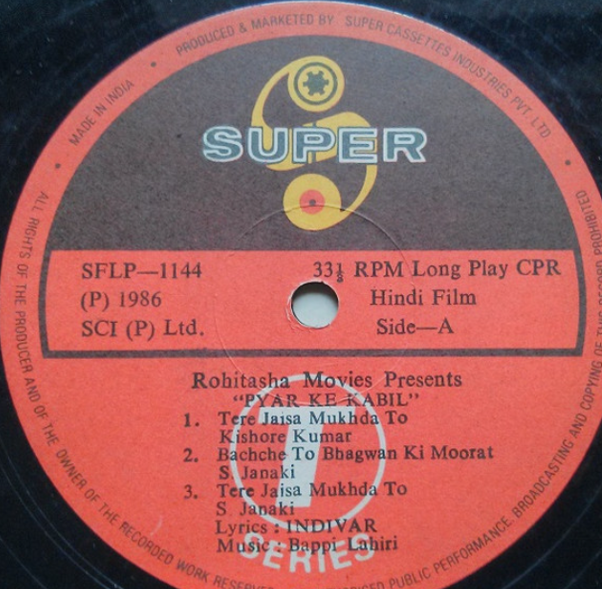 MADE IN INDIA • PRODUCED & MARKETED BY SUPER CASSETTES INDUSTRIES PVT. LTD •
SUPER
SFLP—1144
33⅓ RPM Long Play CPR
(P) 1986
Hindi Film
SCI (P) Ltd.
Side—A
Rohitasha Movies Presents
“PYAR KE KABIL”
1. Tere Jaisa Mukhda To
Kishore Kumar
2. Bachche To Bhagwan Ki Moorat
S. Janaki
3. Tere Jaisa Mukhda To
S Janaki
Lyrics : INDIVAR
Music : Bappi Lahiri
T
SERIES
ALL RIGHTS OF THE PRODUCER AND OF THE OWNER OF THE RECORDED WORK RESERVED PUBLIC PERFORMANCE, BROADCASTING AND COPYING OF THIS RECORD PROHIBITED